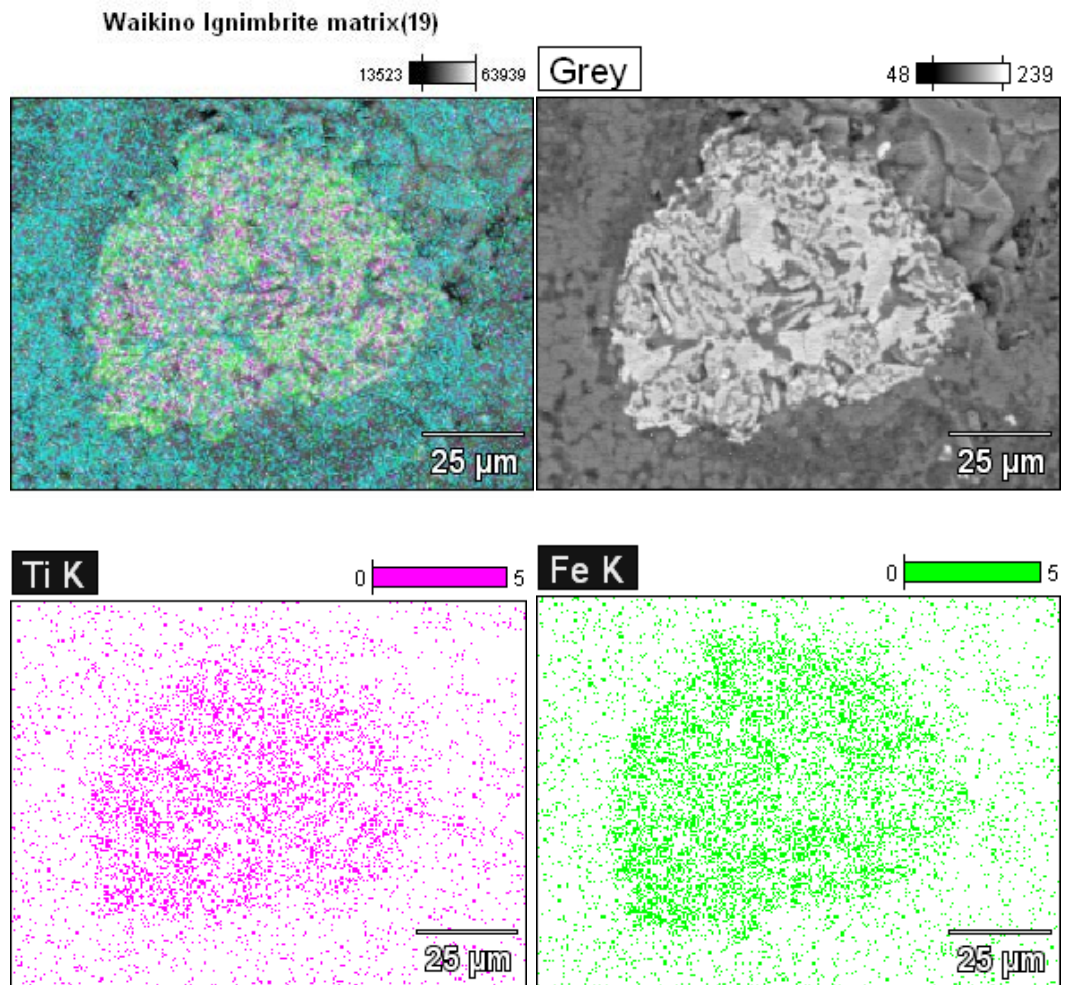 Waikino Ignimbrite matrix(19)
13523 63939
Grey
48 239
25 µm
25 µm
Ti K
0 5
Fe K
0 5
25 µm
25 µm